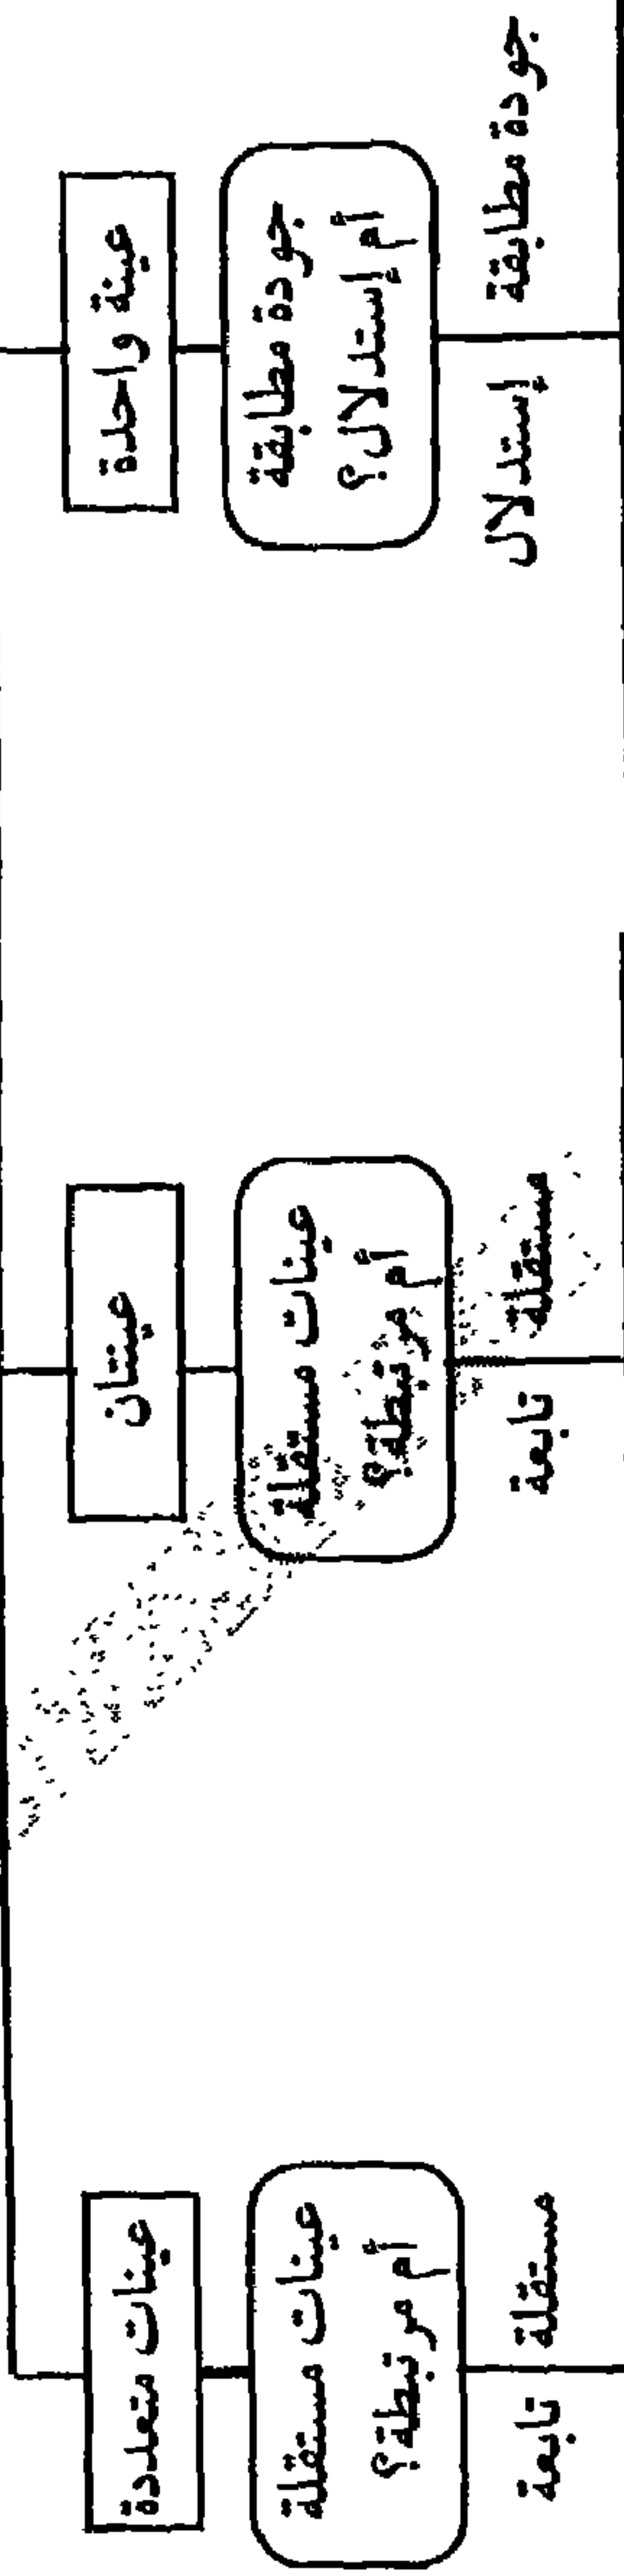 عينة واحدة
جودة مطابقة
أم إستدلال؟
جودة مطابقة
إستدلال
عينتان
عينات مستقلة
أم مرتبطة؟
مستقلة
تابعة
عينات متعددة
عينات مستقلة
أم مرتبطة؟
مستقلة
تابعة